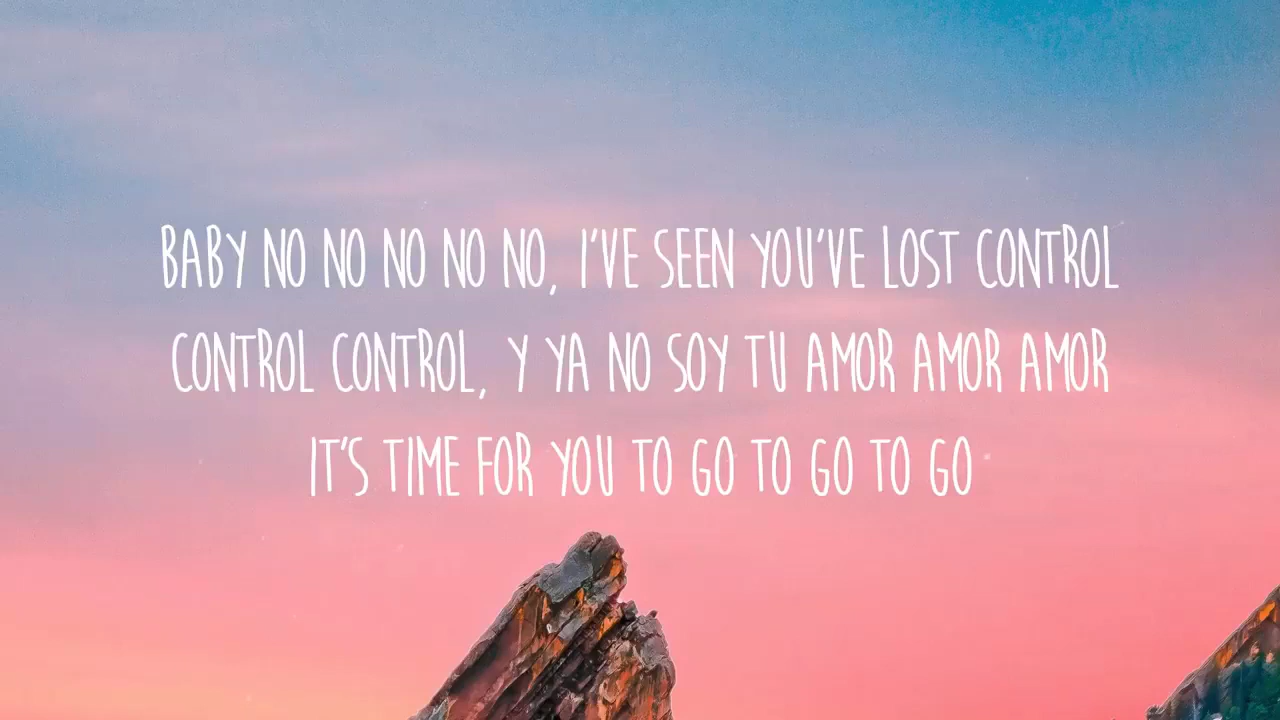 BABY NO NO NO NO NO, I'VE SEEN YOU'VE LOST CONTROL
CONTROL CONTROL, Y YA NO SOY TU AMOR AMOR AMOR
IT'S TIME FOR YOU TO GO TO GO TO GO